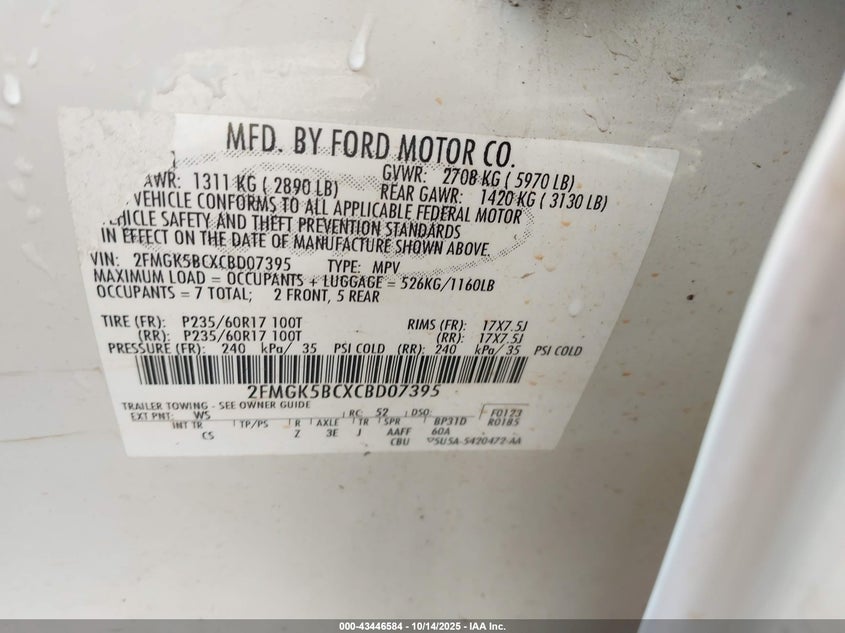 MFD. BY FORD MOTOR CO.
GVWR: 2708 KG ( 5970 LB)
AWR: 1311 KG ( 2890 LB) REAR GAWR: 1420 KG ( 3130 LB)
VEHICLE CONFORMS TO ALL APPLICABLE FEDERAL MOTOR
VEHICLE SAFETY AND THEFT PREVENTION STANDARDS
IN EFFECT ON THE DATE OF MANUFACTURE SHOWN ABOVE.
VIN: 2FMGK5BCXCBD07395 TYPE: MPV
MAXIMUM LOAD = OCCUPANTS + LUGGAGE = 526KG/1160LB
OCCUPANTS = 7 TOTAL; 2 FRONT, 5 REAR
TIRE (FR): P235/60R17 100T RIMS (FR): 17X7.5J
(RR): P235/60R17 100T (RR): 17X7.5J
PRESSURE (FR): 240 kPa/ 35 PSI COLD (RR): 240 kPa/ 35 PSI COLD
2FMGK5BCXCBD07395
TRAILER TOWING - SEE OWNER GUIDE
EXT PNT: WS RC: 52 DSO: F0123
INT TR TP/PS R AXLE TR SPR BP31D R0185
CS Z 3E J AAFF 60A
CBU 5U5A-5420472-AA
000-43446584 | 10/14/2025 | IAA Inc.